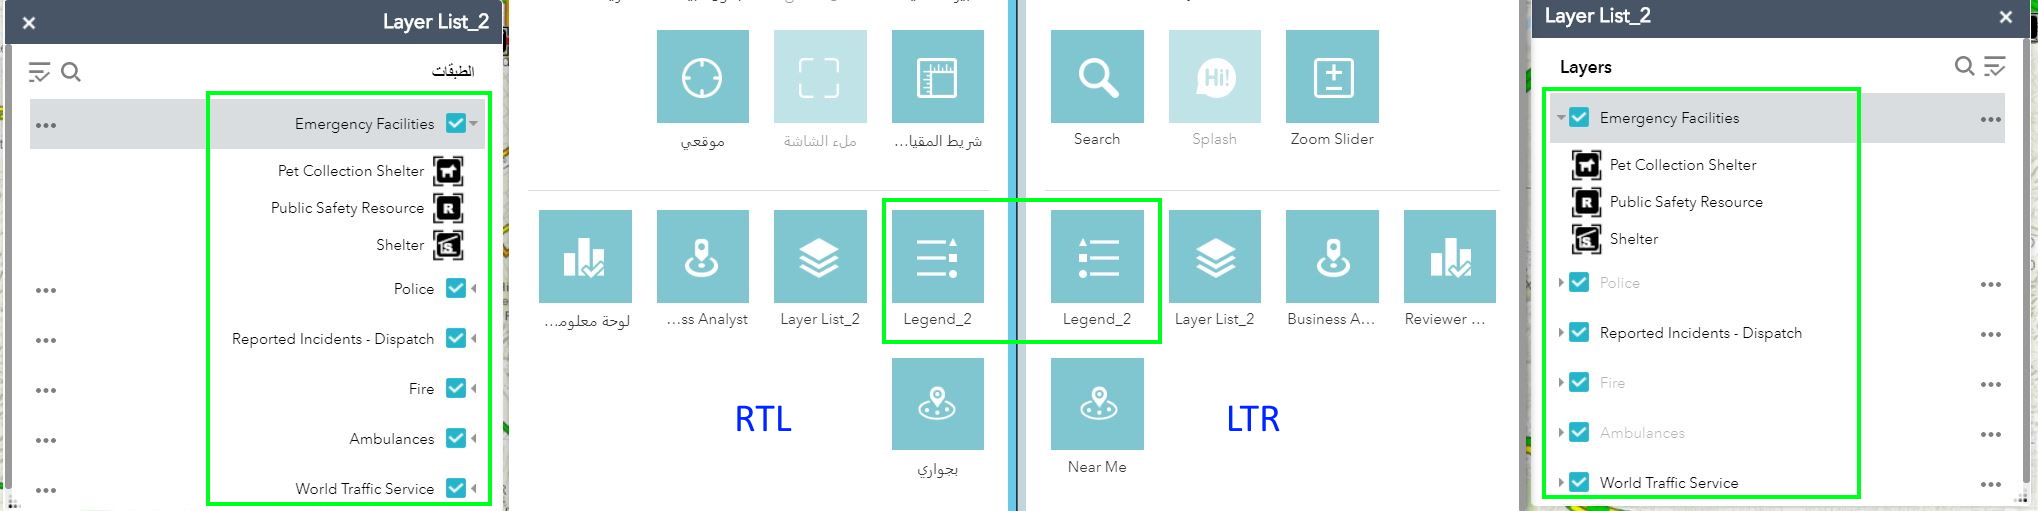 Layer List_2
الطبقات
Emergency Facilities
Pet Collection Shelter
Public Safety Resource
Shelter
Police
Reported Incidents - Dispatch
Fire
Ambulances
World Traffic Service
شريط المقيا...
ملء الشاشة
موقعي
Legend_2
Layer List_2
...ss Analyst
لوحة معلومـ...
بجواري
RTL
Search
Hi!
Splash
Zoom Slider
Legend_2
Layer List_2
Business A...
Reviewer ...
Near Me
LTR
Layer List_2
Layers
Emergency Facilities
Pet Collection Shelter
R
Public Safety Resource
S
Shelter
Police
Reported Incidents - Dispatch
Fire
Ambulances
World Traffic Service